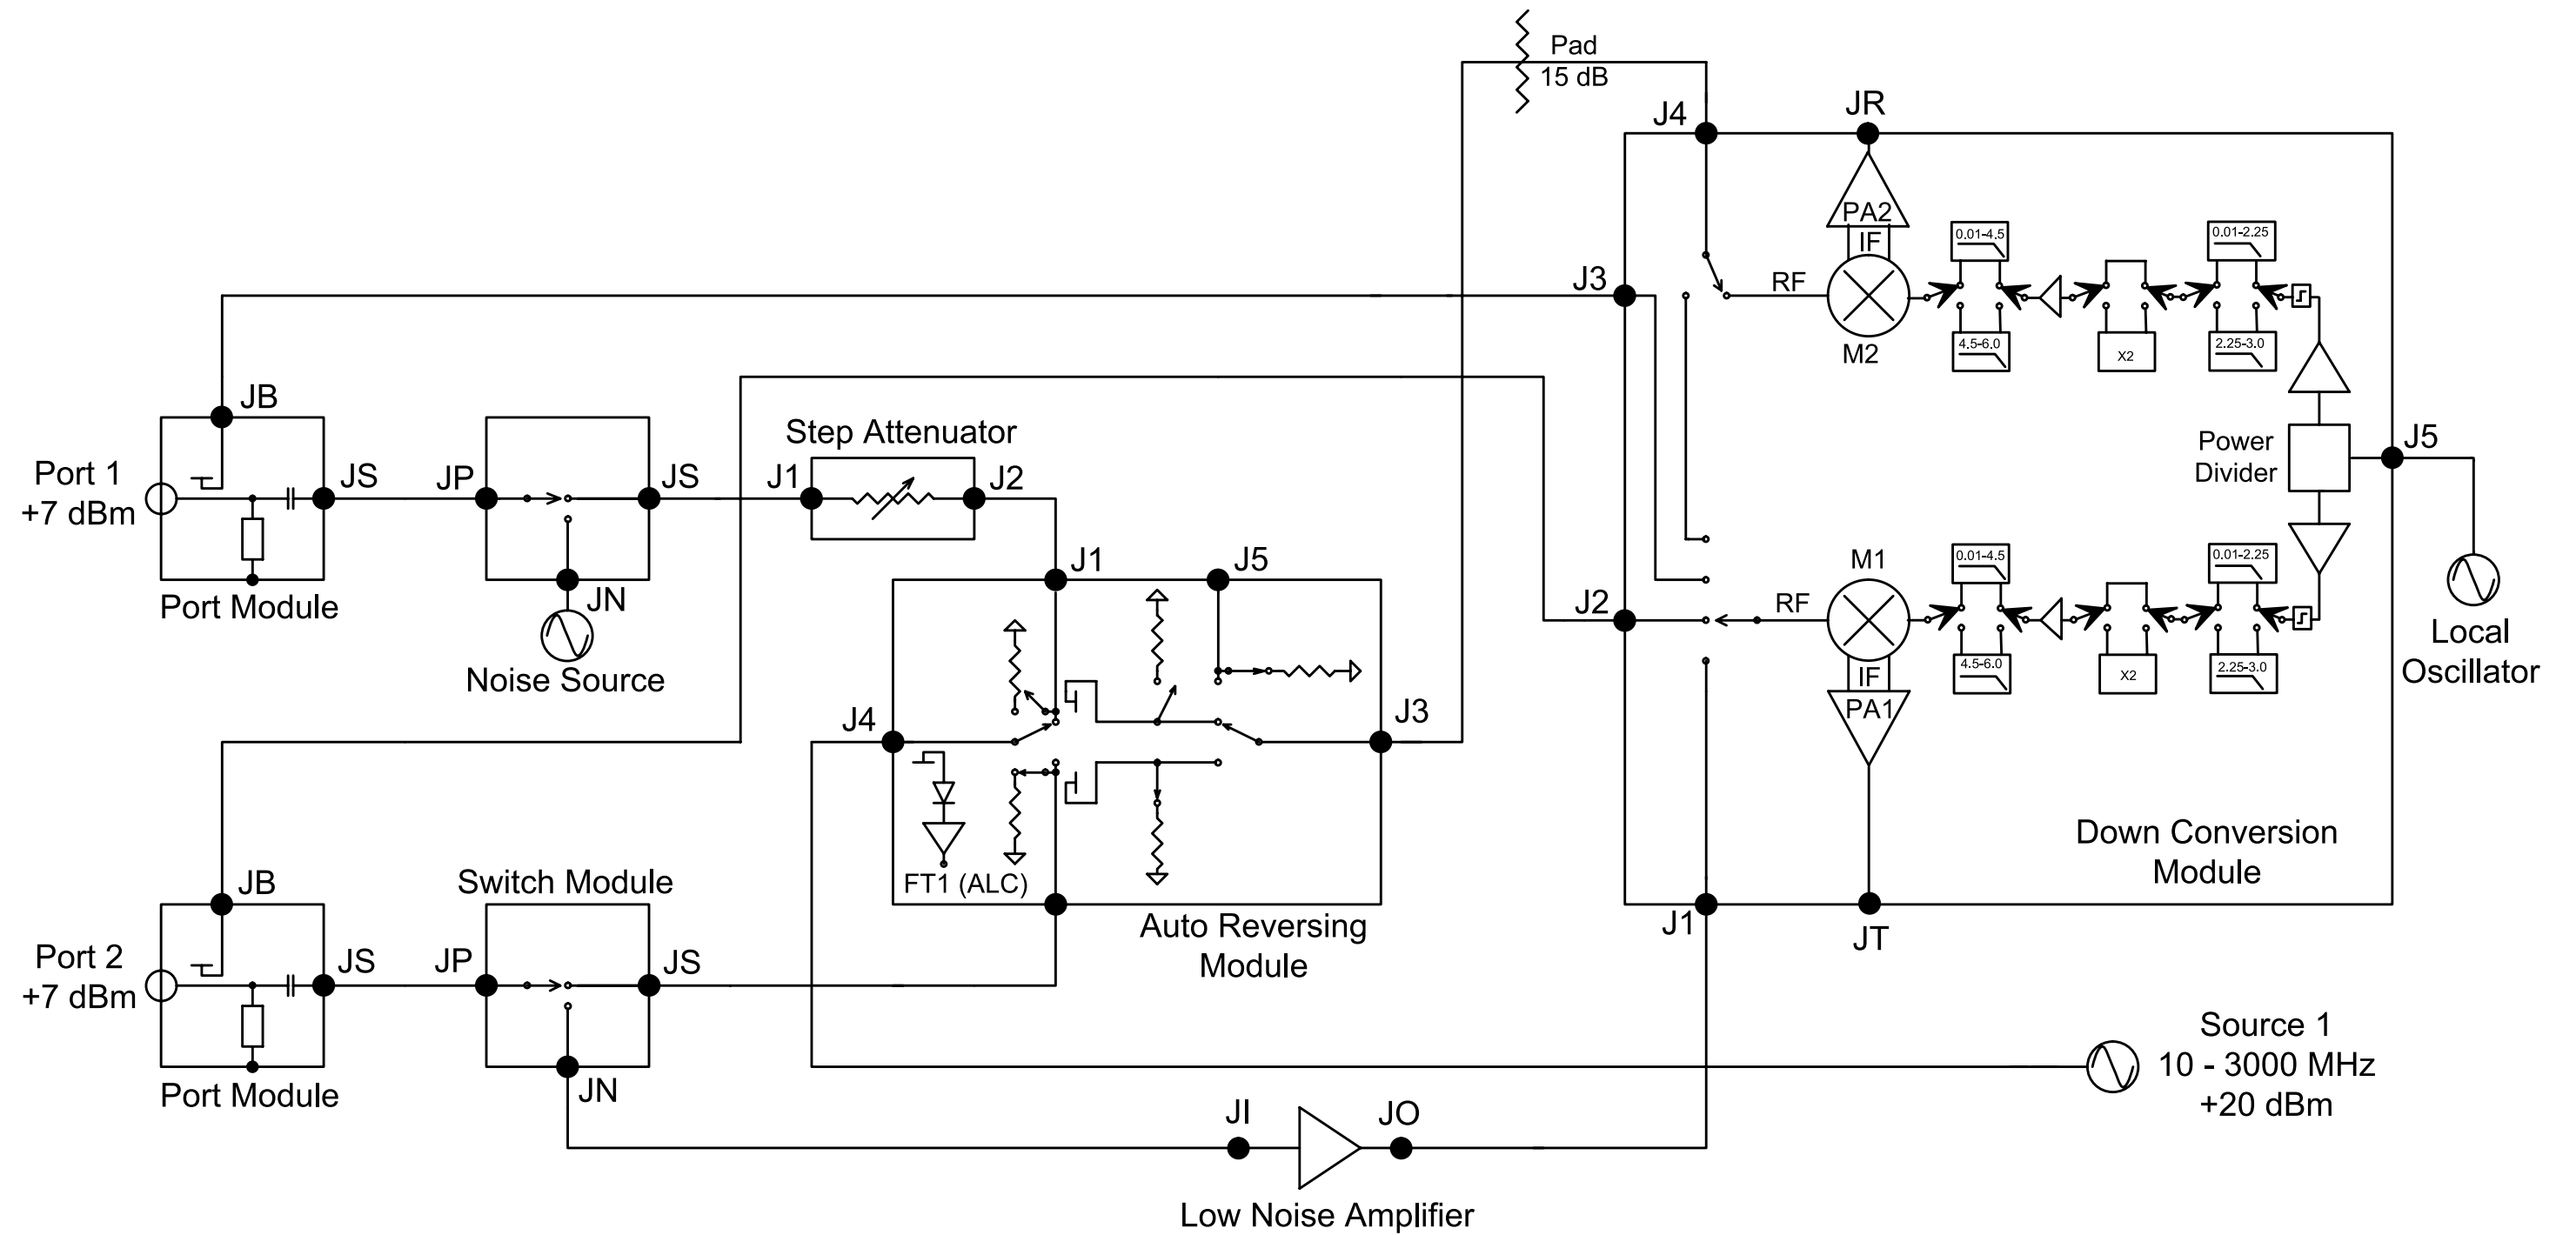 Pad
15 dB
J4
JR
PA2
IF
0.01-4.5
0.01-2.25
J3
RF
M2
4.5-6.0
X2
2.25-3.0
JB
Port 1
+7 dBm
JS
JP
JS
Step Attenuator
J1
J2
Power
Divider
J5
Port Module
JN
Noise Source
J1
J5
J2
M1
RF
IF
PA1
0.01-4.5
0.01-2.25
4.5-6.0
X2
2.25-3.0
Local
Oscillator
J4
J3
FT1 (ALC)
Auto Reversing
Module
Down Conversion
Module
J1
JT
JB
Switch Module
Port 2
+7 dBm
JS
JP
JS
Port Module
JN
Source 1
10 - 3000 MHz
+20 dBm
JI
JO
Low Noise Amplifier